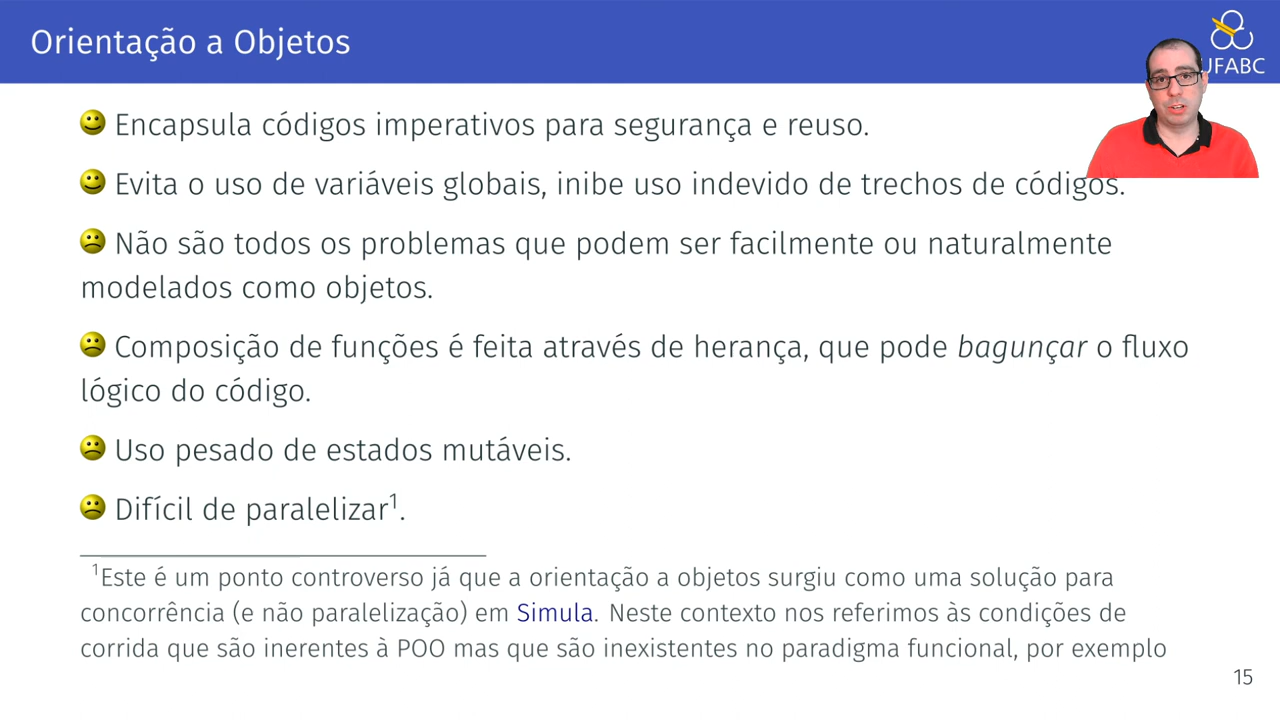 Orientação a Objetos
UFABC
Encapsula códigos imperativos para segurança e reuso.
Evita o uso de variáveis globais, inibe uso indevido de trechos de códigos.
Não são todos os problemas que podem ser facilmente ou naturalmente
modelados como objetos.
Composição de funções é feita através de herança, que pode bagunçar o fluxo
lógico do código.
Uso pesado de estados mutáveis.
Difícil de paralelizar¹.
¹Este é um ponto controverso já que a orientação a objetos surgiu como uma solução para
concorrência (e não paralelização) em Simula. Neste contexto nos referimos às condições de
corrida que são inerentes à POO mas que são inexistentes no paradigma funcional, por exemplo
15